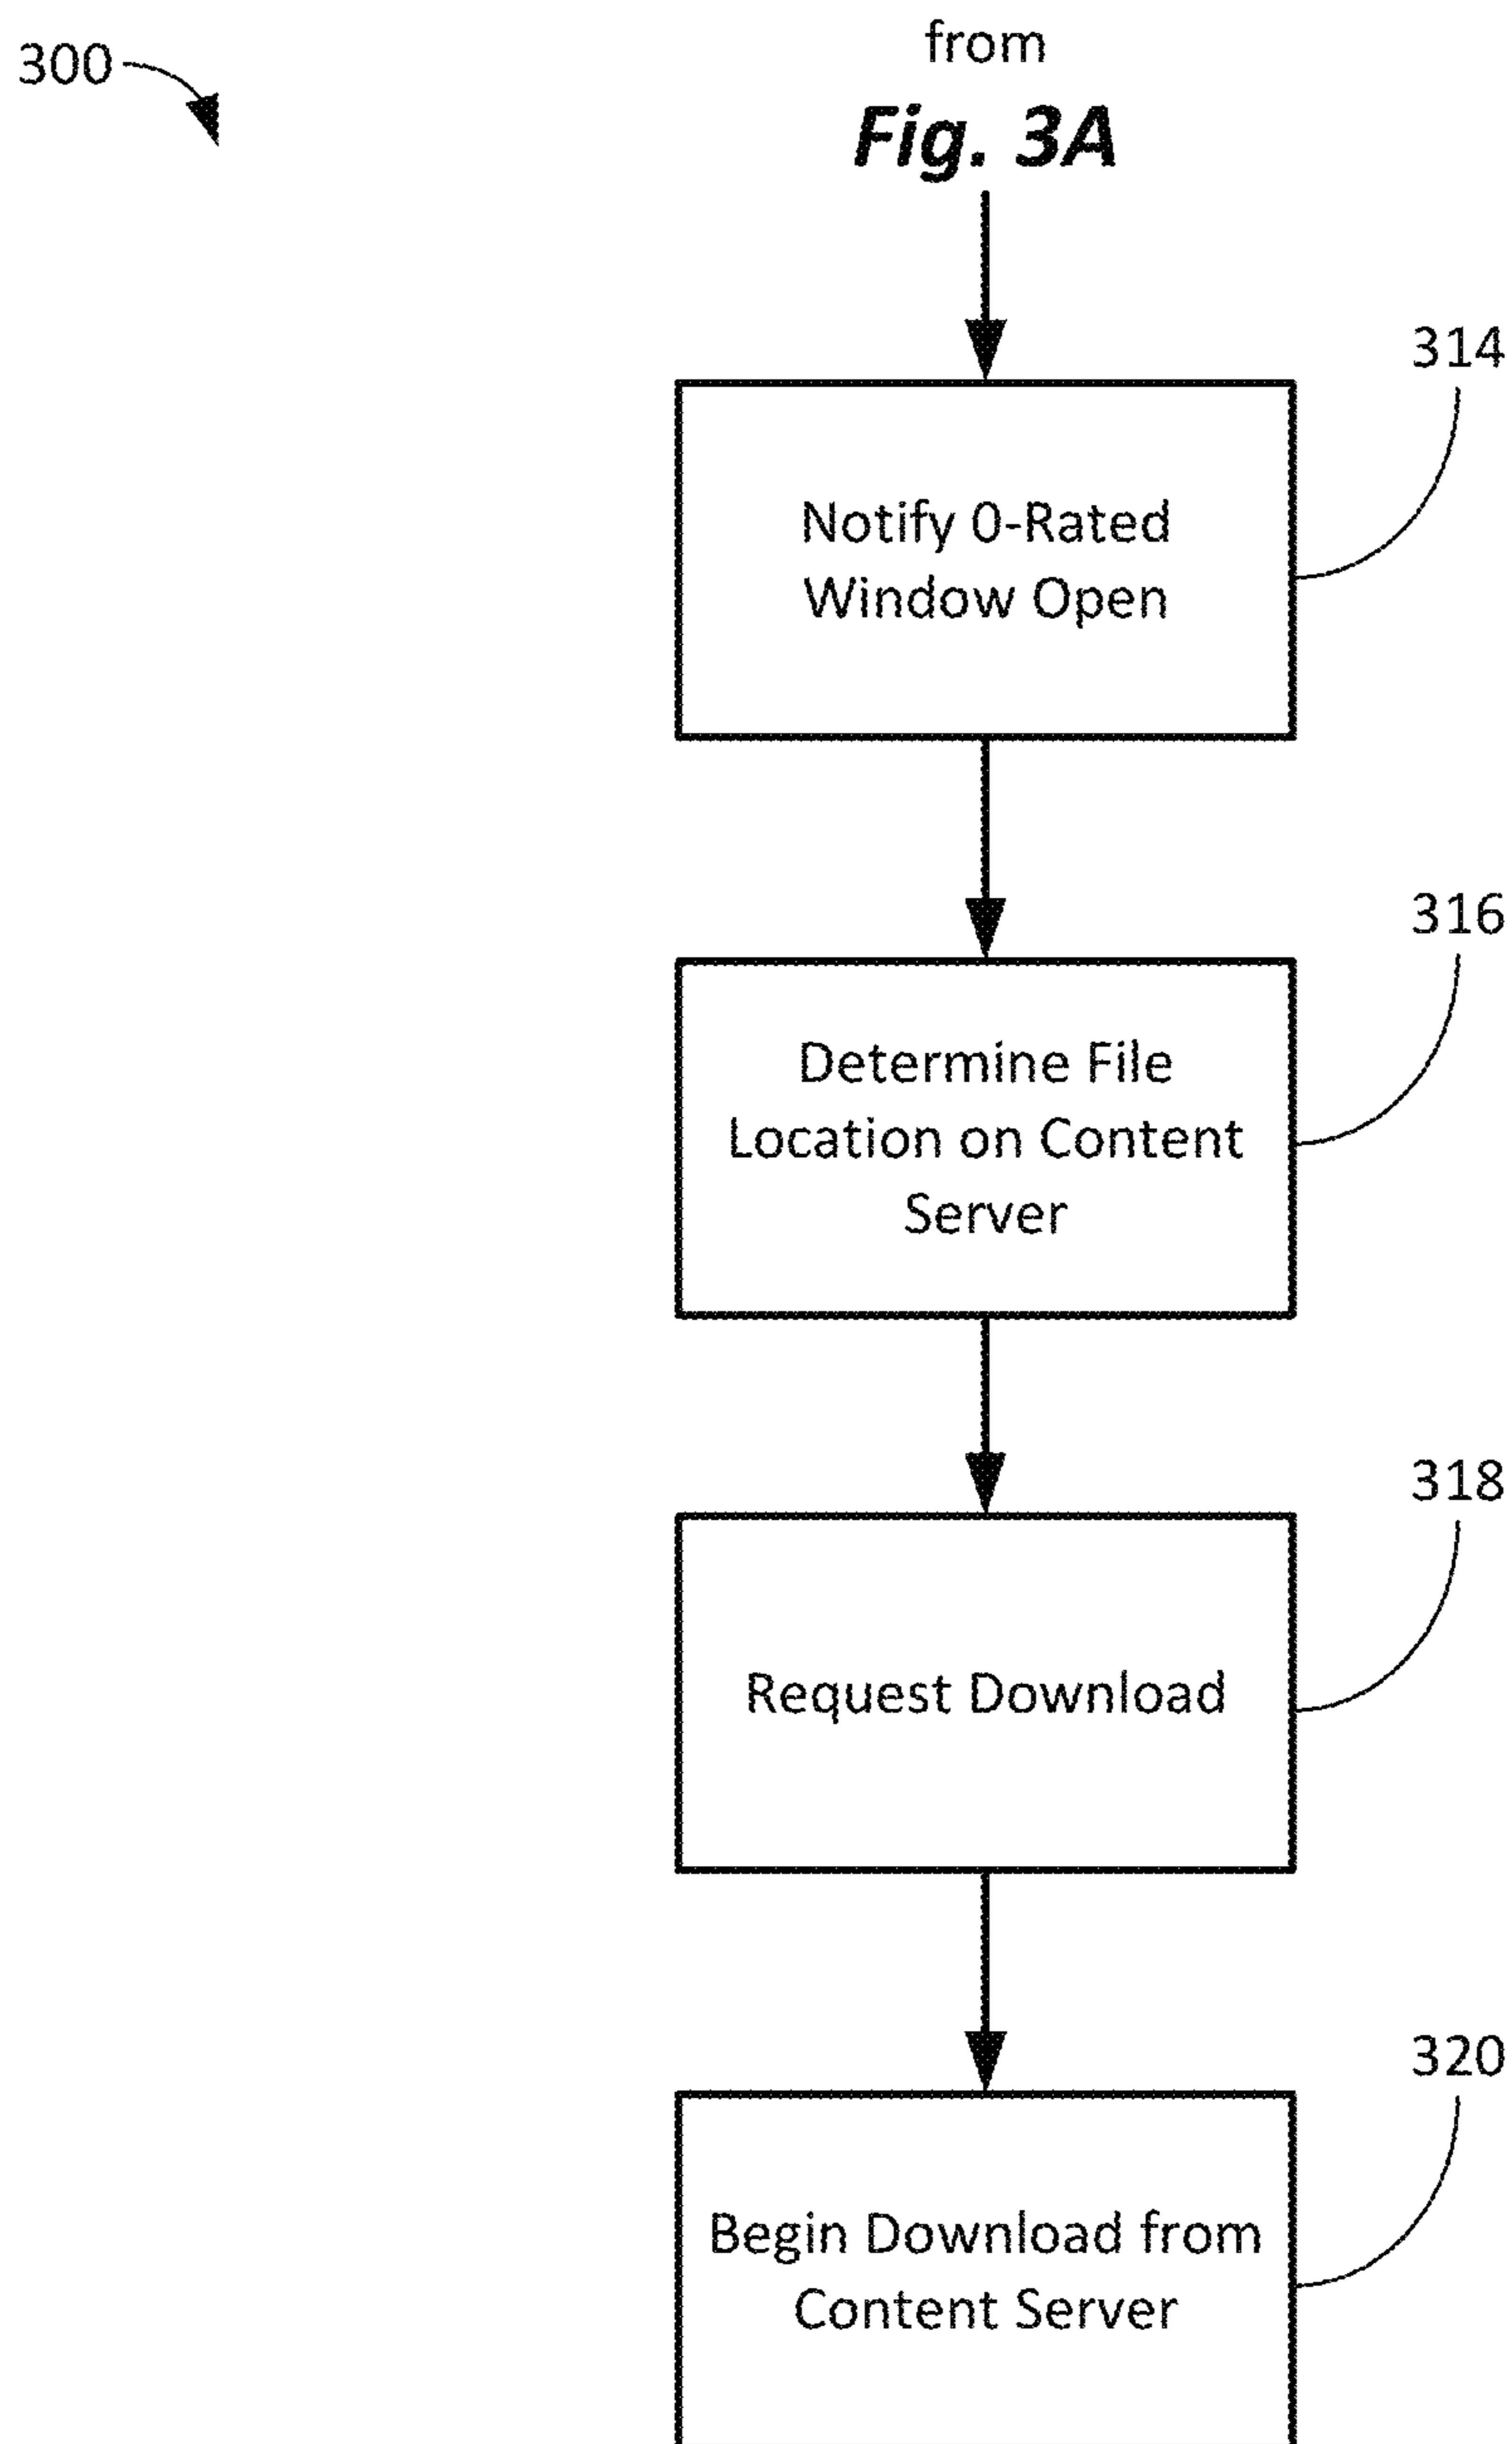 300
from
Fig. 3A
314
Notify 0-Rated
Window Open
316
Determine File
Location on Content
Server
318
Request Download
320
Begin Download from
Content Server